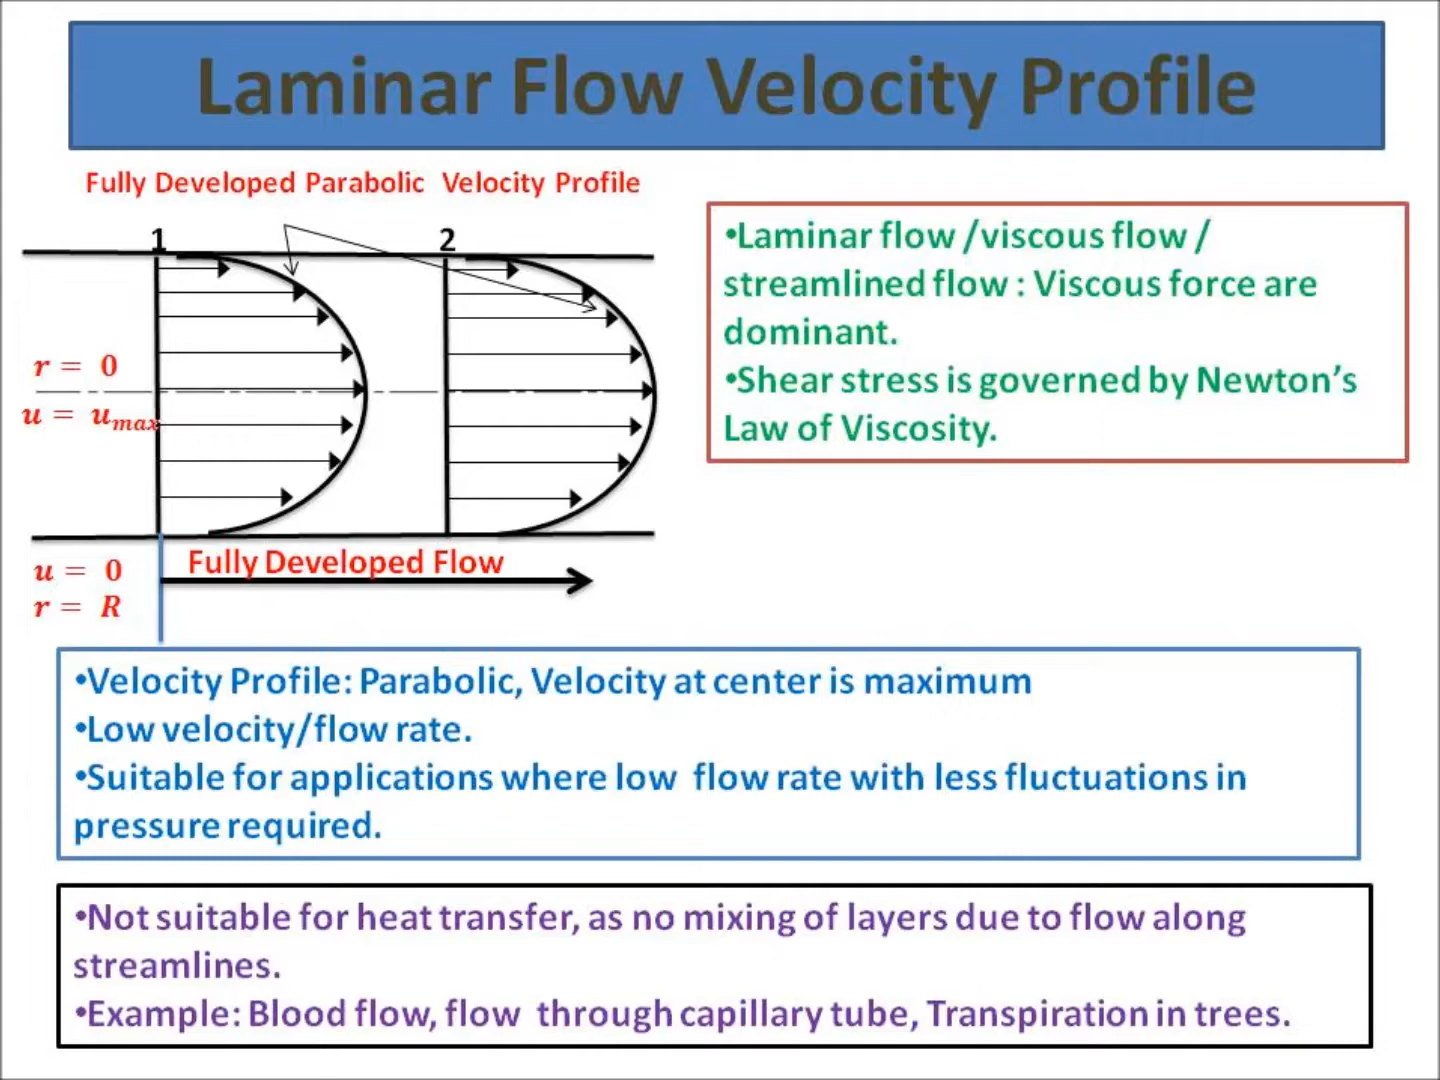 Laminar Flow Velocity Profile
Fully Developed Parabolic Velocity Profile
1
2
r = 0
u = u_max
Fully Developed Flow
u = 0
r = R
•Laminar flow /viscous flow /
streamlined flow : Viscous force are
dominant.
•Shear stress is governed by Newton’s
Law of Viscosity.
•Velocity Profile: Parabolic, Velocity at center is maximum
•Low velocity/flow rate.
•Suitable for applications where low flow rate with less fluctuations in
pressure required.
•Not suitable for heat transfer, as no mixing of layers due to flow along
streamlines.
•Example: Blood flow, flow through capillary tube, Transpiration in trees.